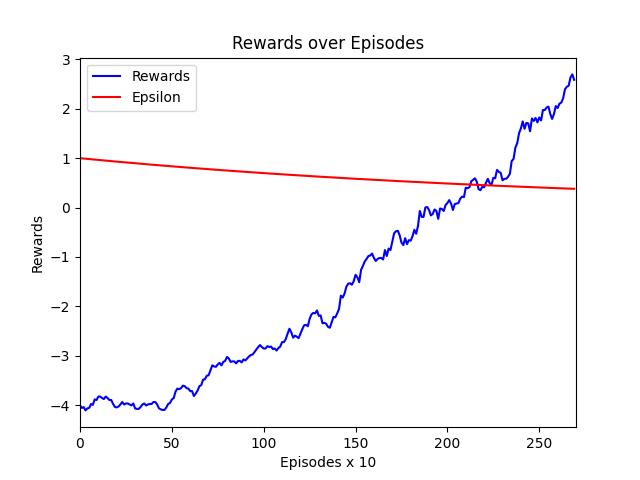 Rewards over Episodes
Rewards
Epsilon
3
2
1
0
−1
−2
−3
−4
Rewards
0 50 100 150 200 250
Episodes x 10